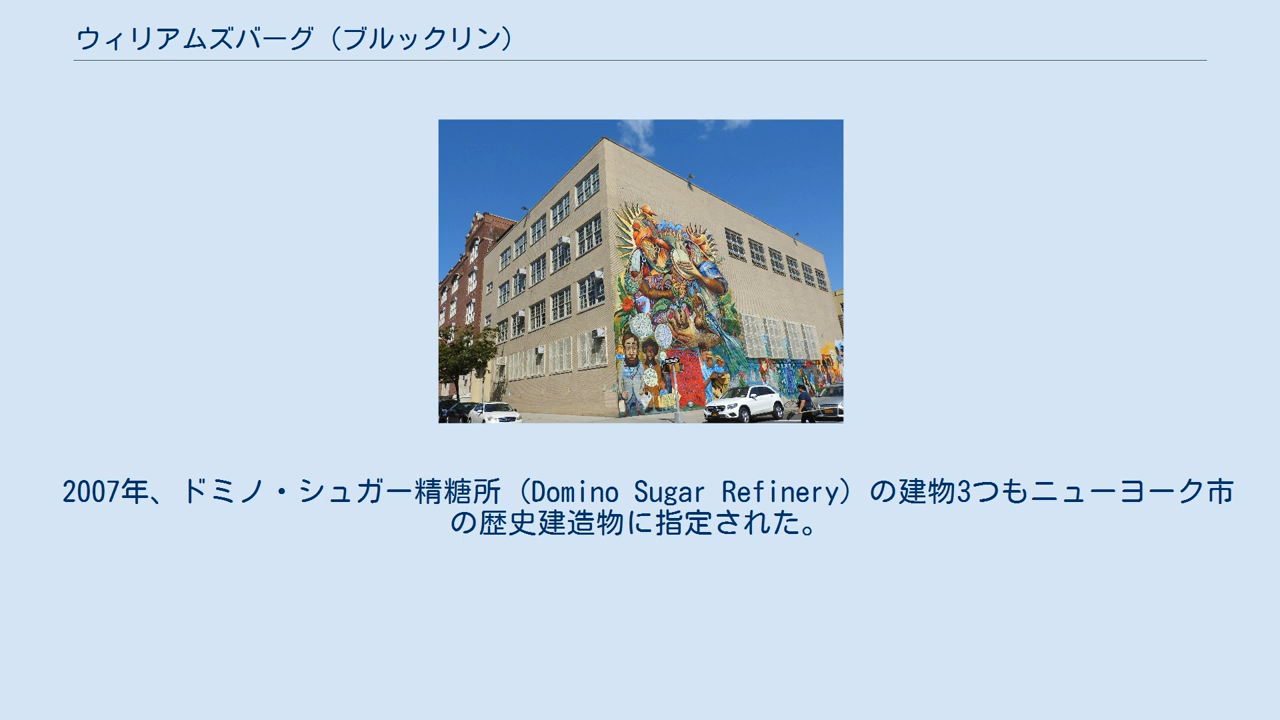 ウィリアムズバーグ（ブルックリン）
2007年、ドミノ・シュガー精糖所（Domino Sugar Refinery）の建物3つもニューヨーク市
の歴史建造物に指定された。